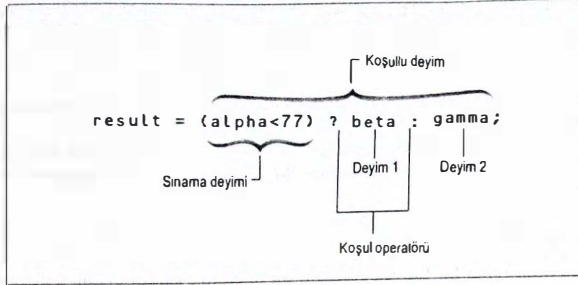 Koşullu deyim
result = (alpha<77) ? beta : gamma;
Sınama deyimi
Deyim 1
Deyim 2
Koşul operatörü